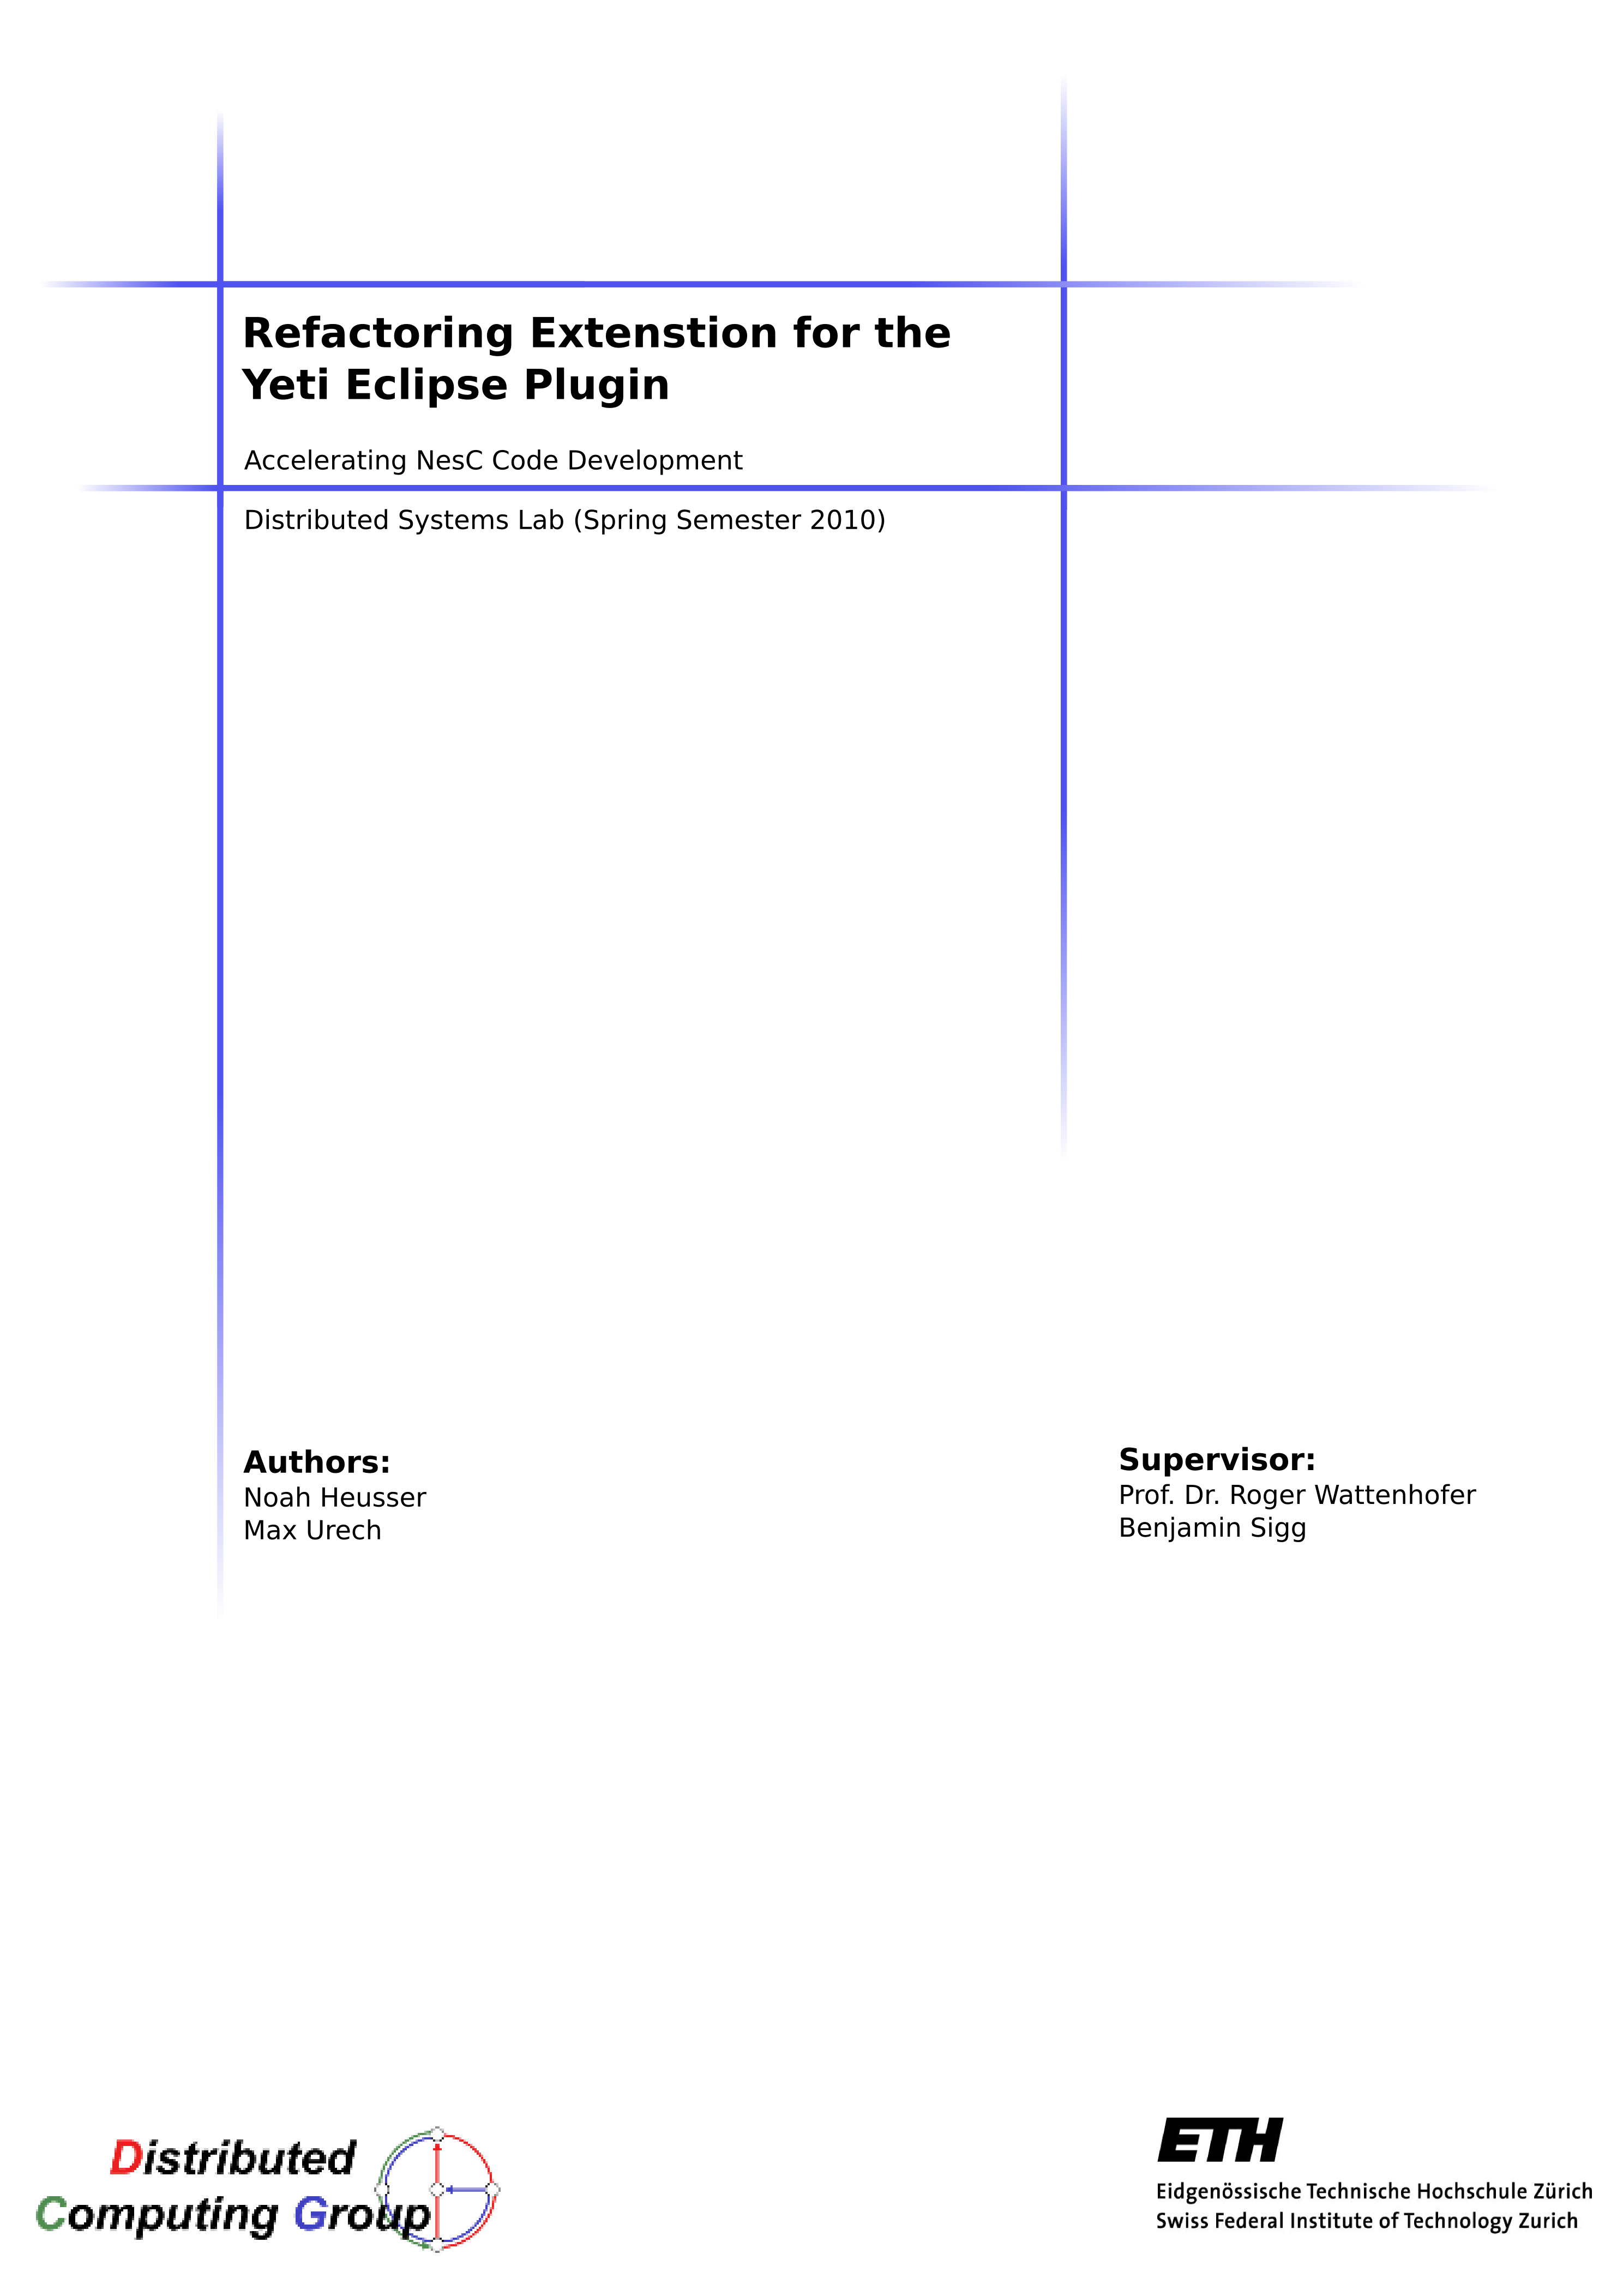 Refactoring Extenstion for the
Yeti Eclipse Plugin
Accelerating NesC Code Development
Distributed Systems Lab (Spring Semester 2010)
Authors:
Noah Heusser
Max Urech
Supervisor:
Prof. Dr. Roger Wattenhofer
Benjamin Sigg
Distributed
Computing Group
ETH
Eidgenössische Technische Hochschule Zürich
Swiss Federal Institute of Technology Zurich